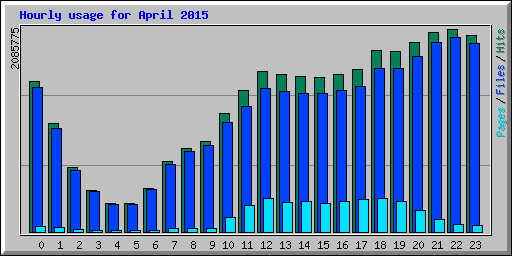 Hourly usage for April 2015
2085775
Pages/Files/Hits
0 1 2 3 4 5 6 7 8 9 10 11 12 13 14 15 16 17 18 19 20 21 22 23